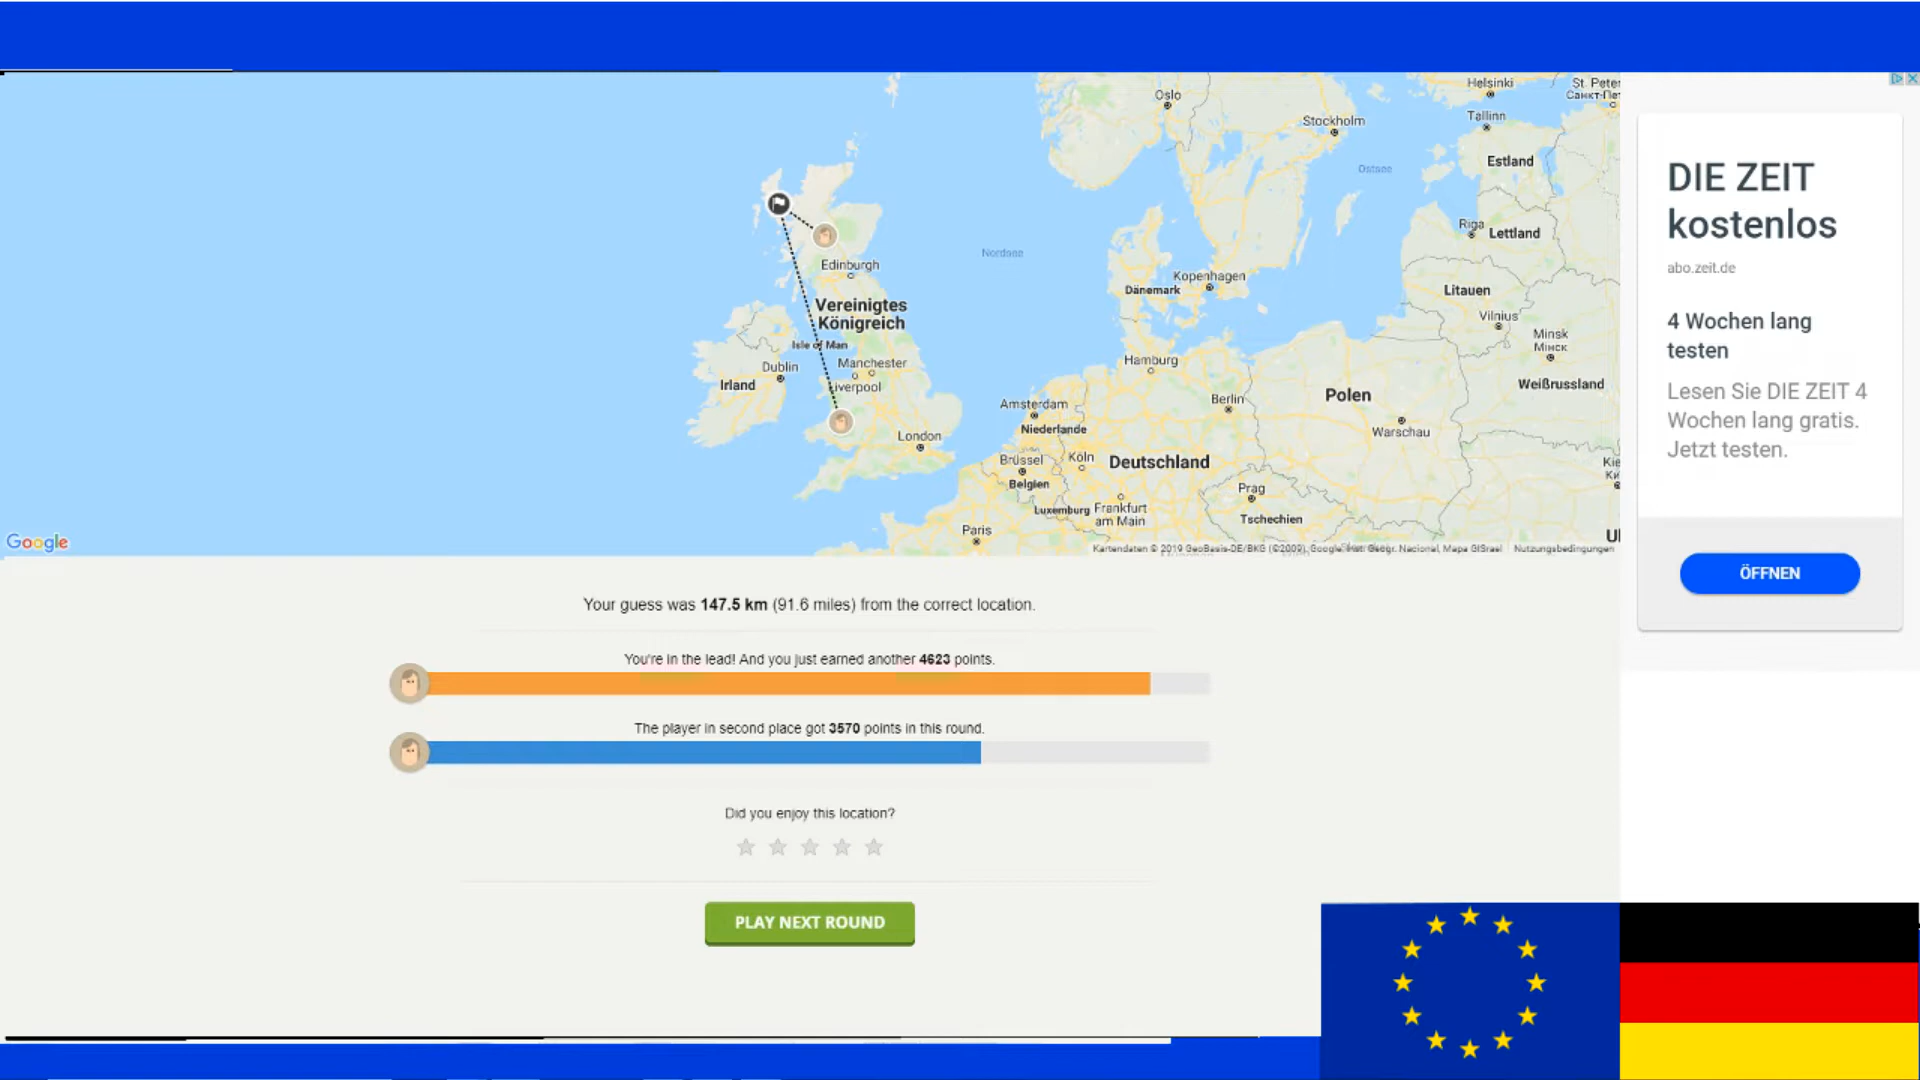 Helsinki
Oslo
Tallinn
Stockholm
Estland
Ostsee
Riga
Lettland
Nordsee
Edinburgh
Kopenhagen
Dänemark
Litauen
Vereinigtes
Königreich
Vilnius
Minsk
Минск
Isle of Man
Dublin
Manchester
Hamburg
Irland
Liverpool
Weißrussland
Polen
Berlin
Amsterdam
Niederlande
Warschau
London
Brüssel
Köln
Deutschland
Belgien
Prag
Luxemburg
Frankfurt
am Main
Tschechien
Paris
Google
Nutzungsbedingungen
DIE ZEIT
kostenlos
abo.zeit.de
4 Wochen lang
testen
Lesen Sie DIE ZEIT 4
Wochen lang gratis.
Jetzt testen.
ÖFFNEN
Your guess was 147.5 km (91.6 miles) from the correct location.
You're in the lead! And you just earned another 4623 points.
The player in second place got 3570 points in this round.
Did you enjoy this location?
PLAY NEXT ROUND